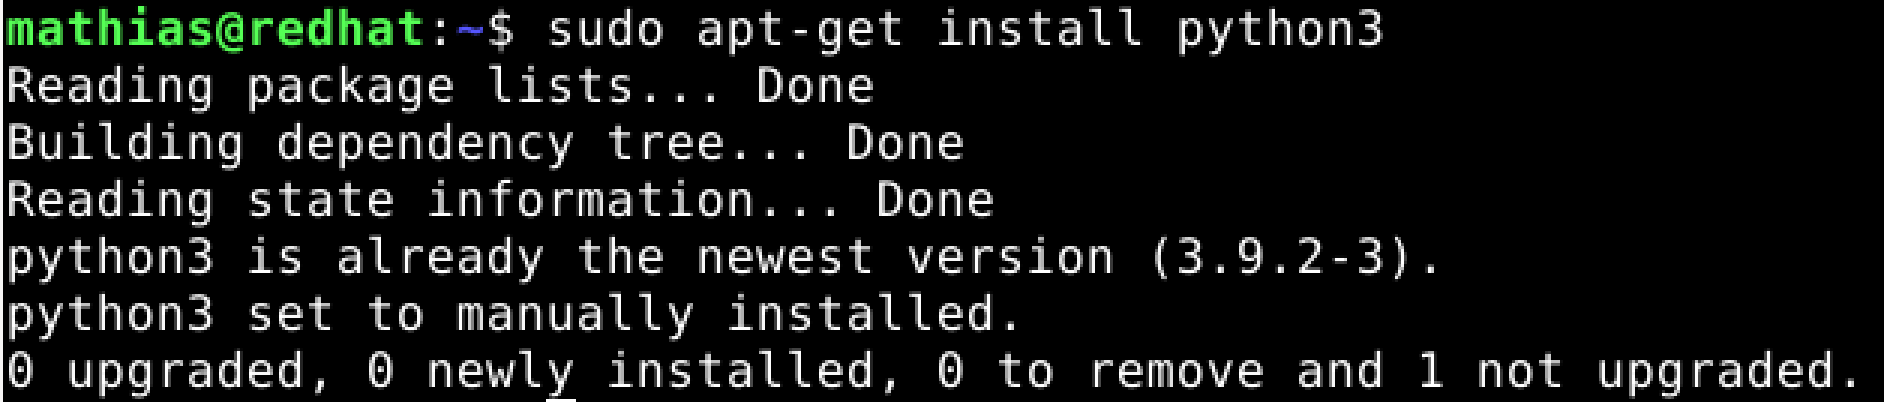 mathias@redhat:~$ sudo apt-get install python3
Reading package lists... Done
Building dependency tree... Done
Reading state information... Done
python3 is already the newest version (3.9.2-3).
python3 set to manually installed.
0 upgraded, 0 newly installed, 0 to remove and 1 not upgraded.